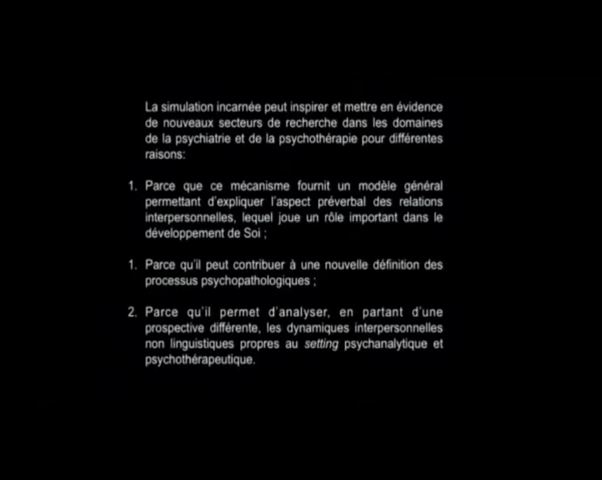 La simulation incarnée peut inspirer et mettre en évidence
de nouveaux secteurs de recherche dans les domaines
de la psychiatrie et de la psychothérapie pour différentes
raisons:
1. Parce que ce mécanisme fournit un modèle général
permettant d'expliquer l'aspect préverbal des relations
interpersonnelles, lequel joue un rôle important dans le
développement de Soi ;
1. Parce qu'il peut contribuer à une nouvelle définition des
processus psychopathologiques ;
2. Parce qu'il permet d'analyser, en partant d'une
prospective différente, les dynamiques interpersonnelles
non linguistiques propres au setting psychanalytique et
psychothérapeutique.